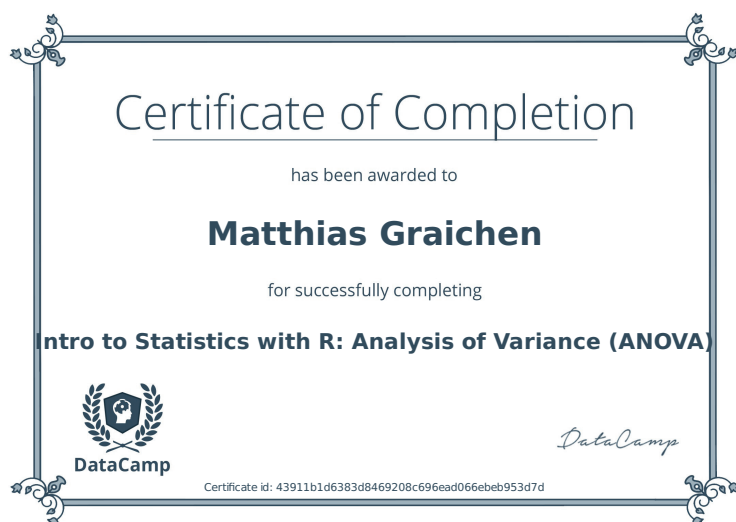 Certificate of Completion
has been awarded to
Matthias Graichen
for successfully completing
Intro to Statistics with R: Analysis of Variance (ANOVA)
DataCamp
DataCamp
Certificate id: 43911b1d6383d8469208c696ead066ebeb953d7d